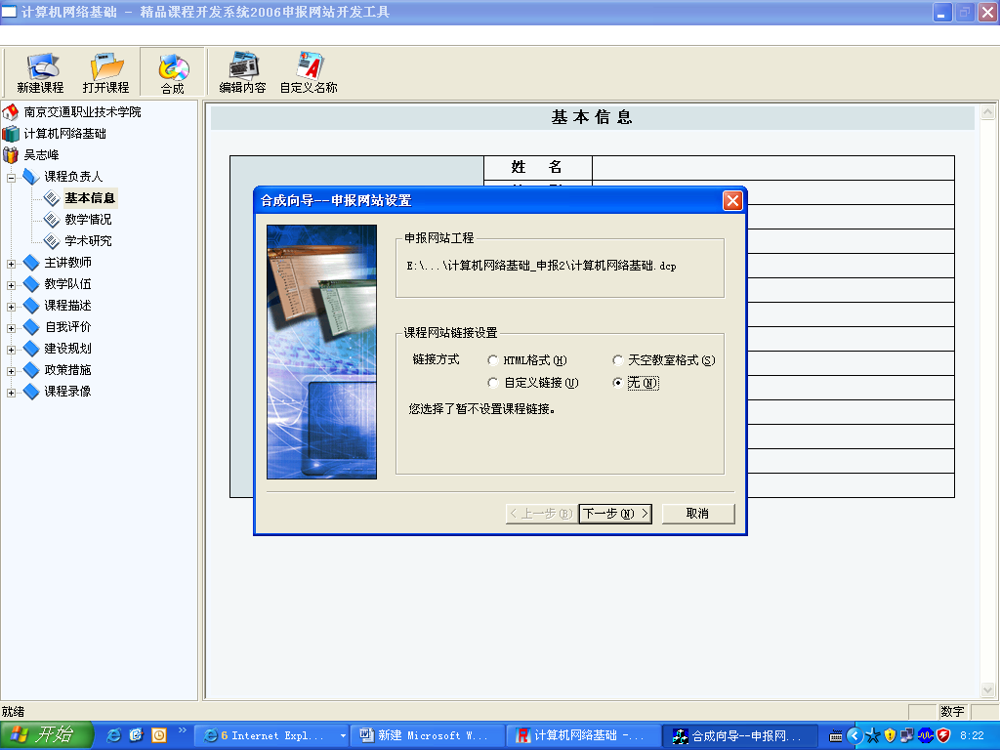 计算机网络基础 - 精品课程开发系统2006申报网站开发工具
新建课程 打开课程 合成 编辑内容 自定义名称
南京交通职业技术学院
计算机网络基础
吴志峰
课程负责人
基本信息
教学情况
学术研究
主讲教师
教学队伍
课程描述
自我评价
建设规划
政策措施
课程录像
基本信息
姓 名
合成向导--申报网站设置
申报网站工程
E:\...\计算机网络基础_申报2\计算机网络基础.dcp
课程网站链接设置
链接方式 HTML格式(H) 天空教室格式(S)
自定义链接(U) 无(N)
您选择了暂不设置课程链接。
< 上一步(B) 下一步(N) > 取消
就绪 数字
开始 6 Internet Expl... 新建 Microsoft W... 计算机网络基础 -... 合成向导--申报网... 8:22